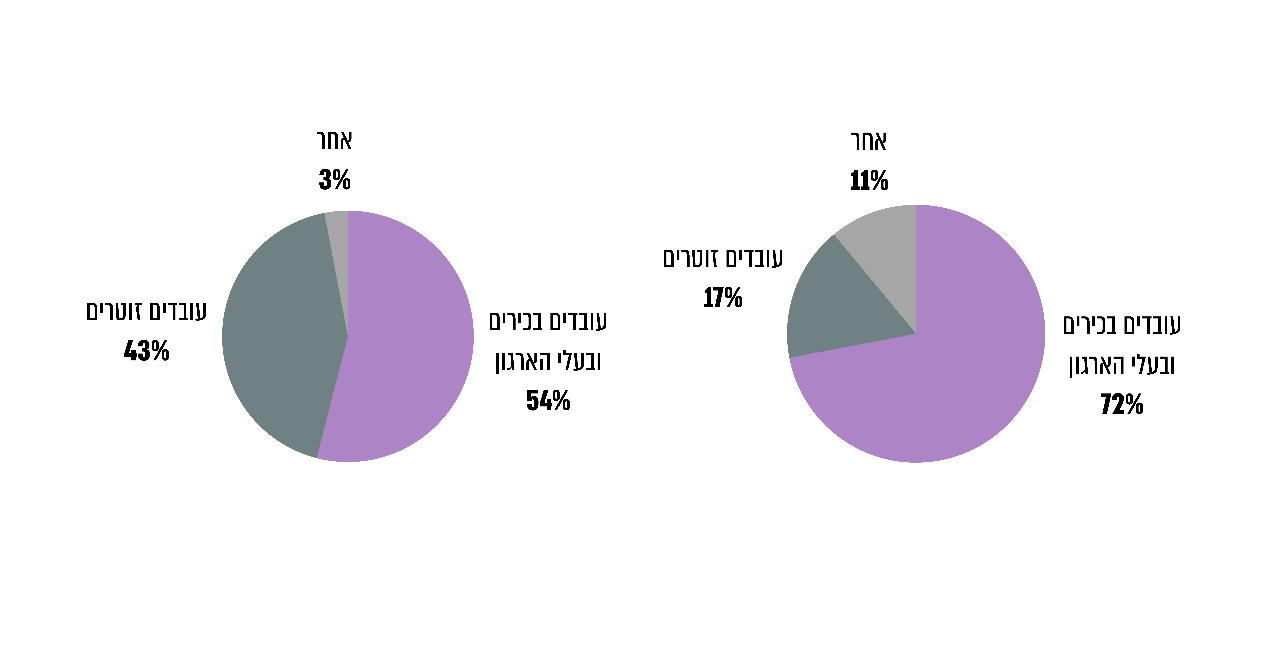 אחר
11%
עובדים זוטרים
17%
עובדים בכירים
ובעלי הארגון
72%
אחר
3%
עובדים זוטרים
43%
עובדים בכירים
ובעלי הארגון
54%